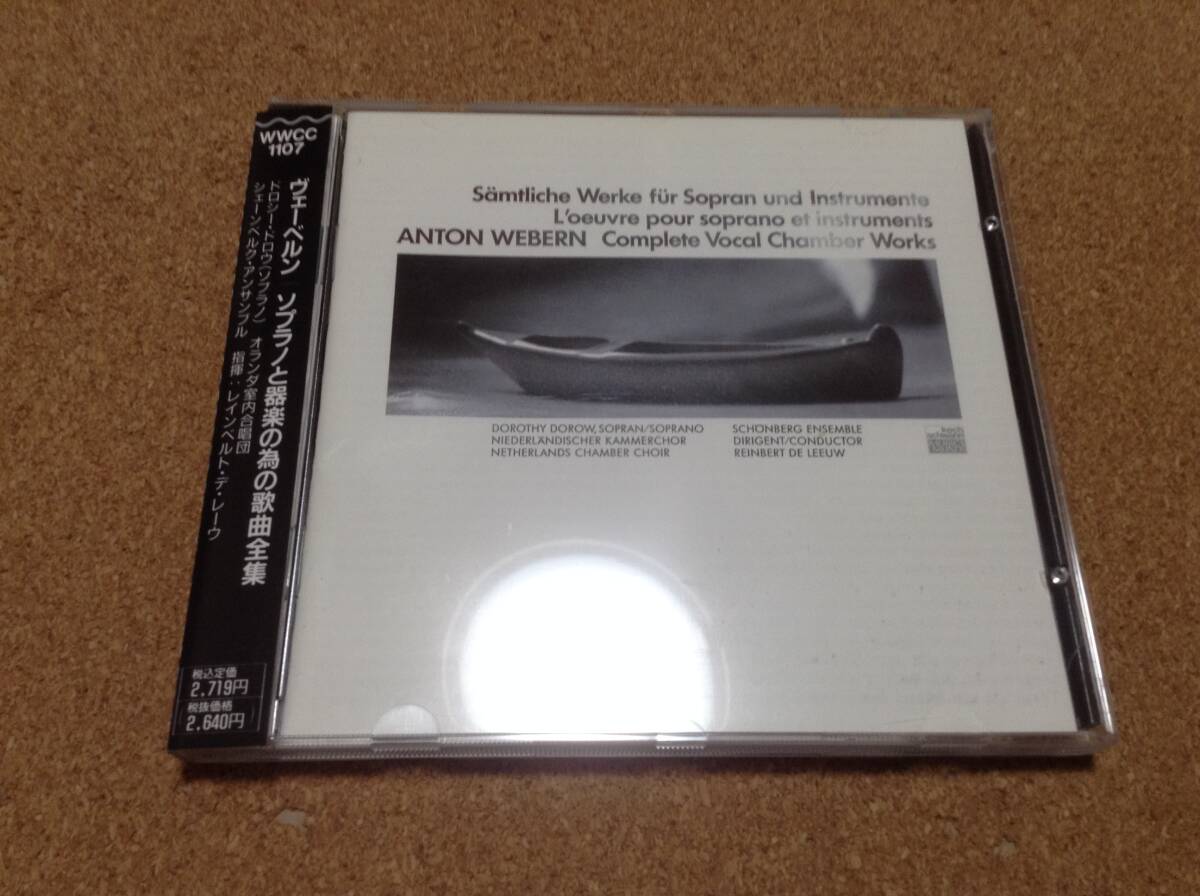 WWCC
1107
ヴェーベルン ソプラノと器楽の為の歌曲全集
ドロシー・ドロウ(ソプラノ) オランダ室内合唱団
シェーンベルク・アンサンブル 指揮:レインベルト・デ・レーウ
税込定価
2.719円
税抜価格
2.640円
Sämtliche Werke für Sopran und Instrumente
L'oeuvre pour soprano et instruments
ANTON WEBERN Complete Vocal Chamber Works
DOROTHY DOROW, SOPRAN/SOPRANO
NIEDERLÄNDISCHER KAMMERCHOR
NETHERLANDS CHAMBER CHOIR
SCHONBERG ENSEMBLE
DIRIGENT/CONDUCTOR
REINBERT DE LEEUW
koch
schwann